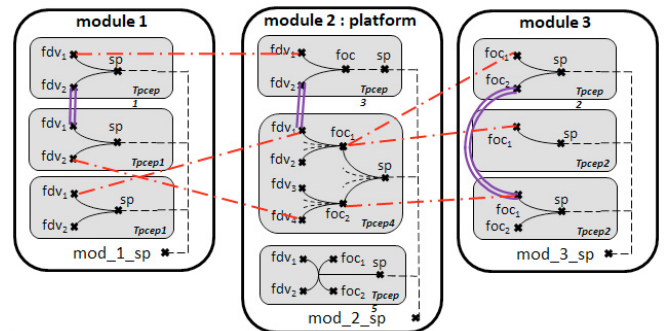 module 1
fdv1
sp
fdv2
Tpcep
1
fdv1
sp
fdv2
Tpcep1
fdv1
sp
fdv2
Tpcep1
mod_1_sp
module 2 : platform
fdv1
foc
sp
fdv2
Tpcep
3
fdv1
foc1
fdv2
sp
fdv3
fdv4
foc2
Tpcep4
fdv1
foc1
sp
fdv2
foc2
Tpcep
5
mod_2_sp
module 3
foc1
sp
foc2
Tpcep
2
foc1
sp
Tpcep2
foc1
sp
foc2
Tpcep2
mod_3_sp